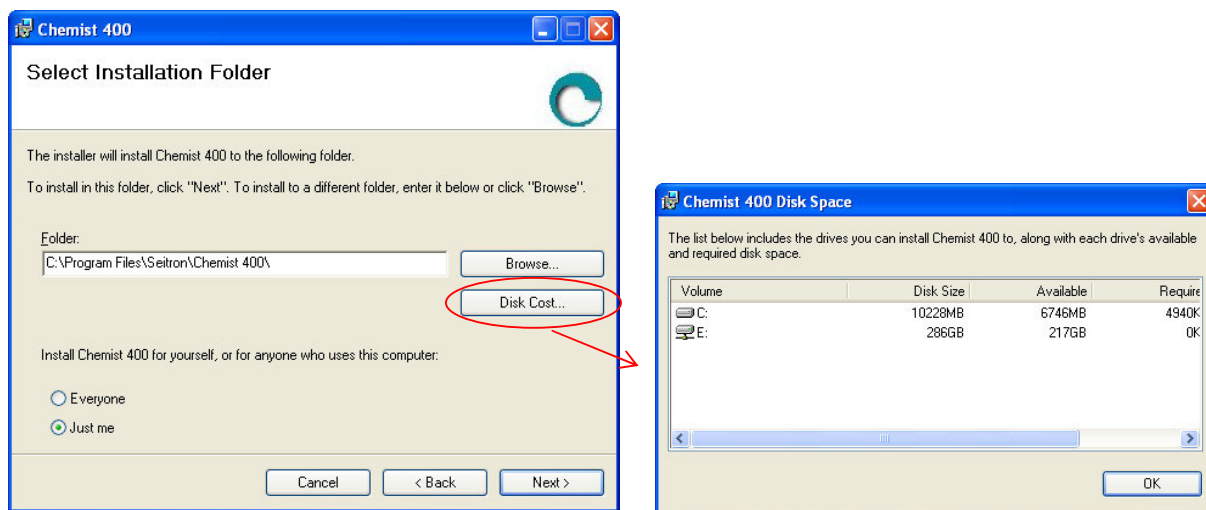 Chemist 400
Select Installation Folder
The installer will install Chemist 400 to the following folder.
To install in this folder, click "Next". To install to a different folder, enter it below or click "Browse".
Folder:
C:\Program Files\Seitron\Chemist 400\
Browse...
Disk Cost...
Install Chemist 400 for yourself, or for anyone who uses this computer:
Everyone
Just me
Cancel
< Back
Next >
Chemist 400 Disk Space
The list below includes the drives you can install Chemist 400 to, along with each drive's available
and required disk space.
Volume Disk Size Available Require
C: 10228MB 6746MB 4940K
E: 286GB 217GB 0K
OK